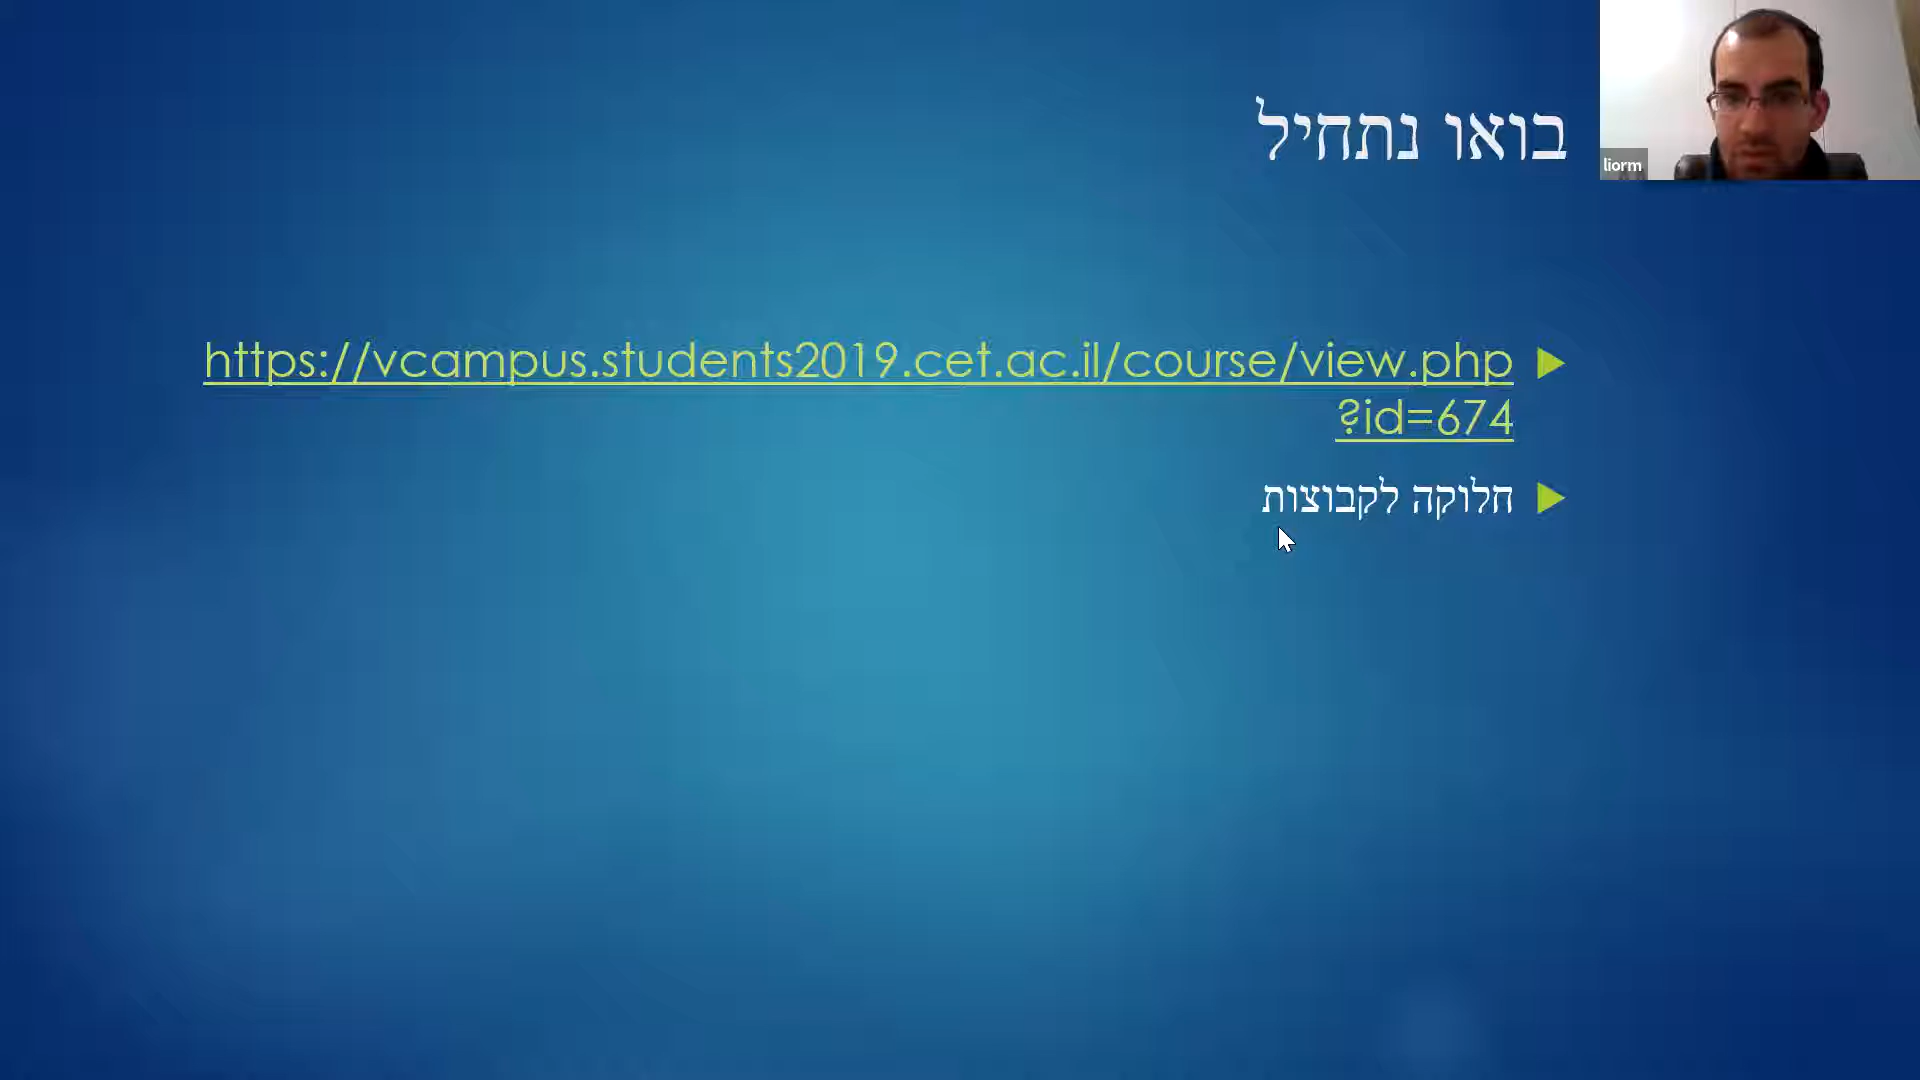 בואו נתחיל
liorm
https://vcampus.students2019.cet.ac.il/course/view.php
?id=674
חלוקה לקבוצות